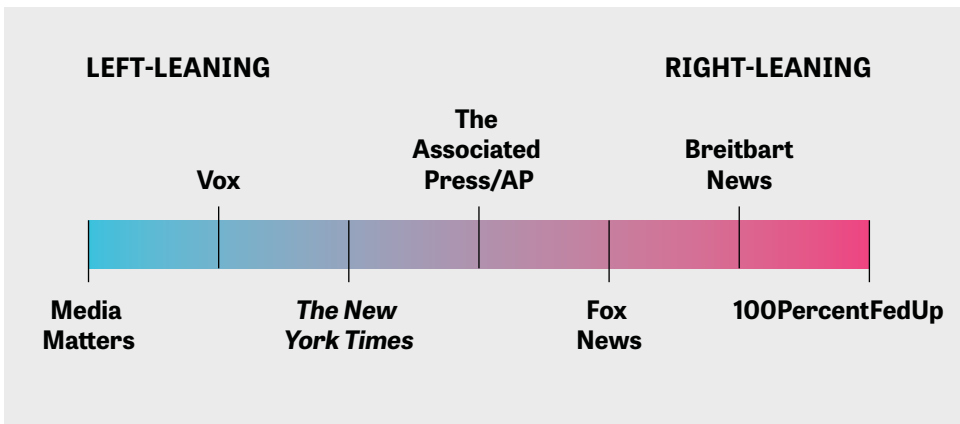 LEFT-LEANING
RIGHT-LEANING
The
Associated
Press/AP
Breitbart
News
Vox
Media
Matters
The New
York Times
Fox
News
100PercentFedUp